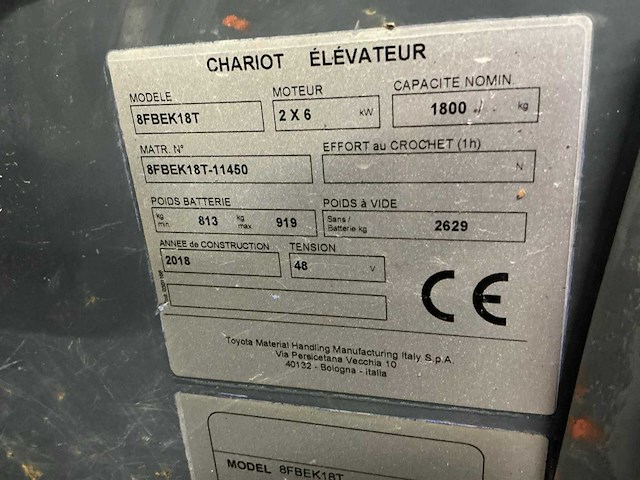 CHARIOT ÉLÉVATEUR
MODELE
8FBEK18T
MOTEUR
2 X 6 kW
CAPACITE NOMIN.
1800 kg
MATR. N°
8FBEK18T-11450
EFFORT au CROCHET (1h)
N
POIDS BATTERIE
kg min. 813 kg max 919
POIDS à VIDE
Sans / Batterie kg 2629
ANNEE de CONSTRUCTION
2018
TENSION
48 V
CE
Toyota Material Handling Manufacturing Italy S.p.A.
Via Persicetana Vecchia 10
40132 - Bologna - Italia
MODEL 8FBEK18T